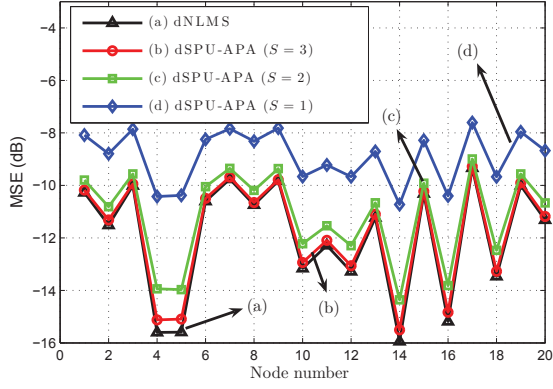 −4
−6
−8
−10
−12
−14
−16
MSE (dB)
(a) dNLMS
(b) dSPU-APA (S = 3)
(c) dSPU-APA (S = 2)
(d) dSPU-APA (S = 1)
(d)
(c)
(a)
(b)
0 2 4 6 8 10 12 14 16 18 20
Node number